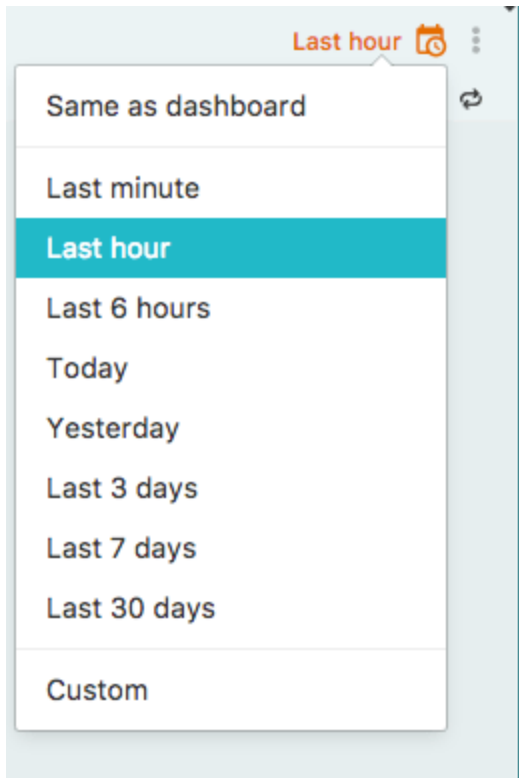 Last hour
Same as dashboard
Last minute
Last hour
Last 6 hours
Today
Yesterday
Last 3 days
Last 7 days
Last 30 days
Custom